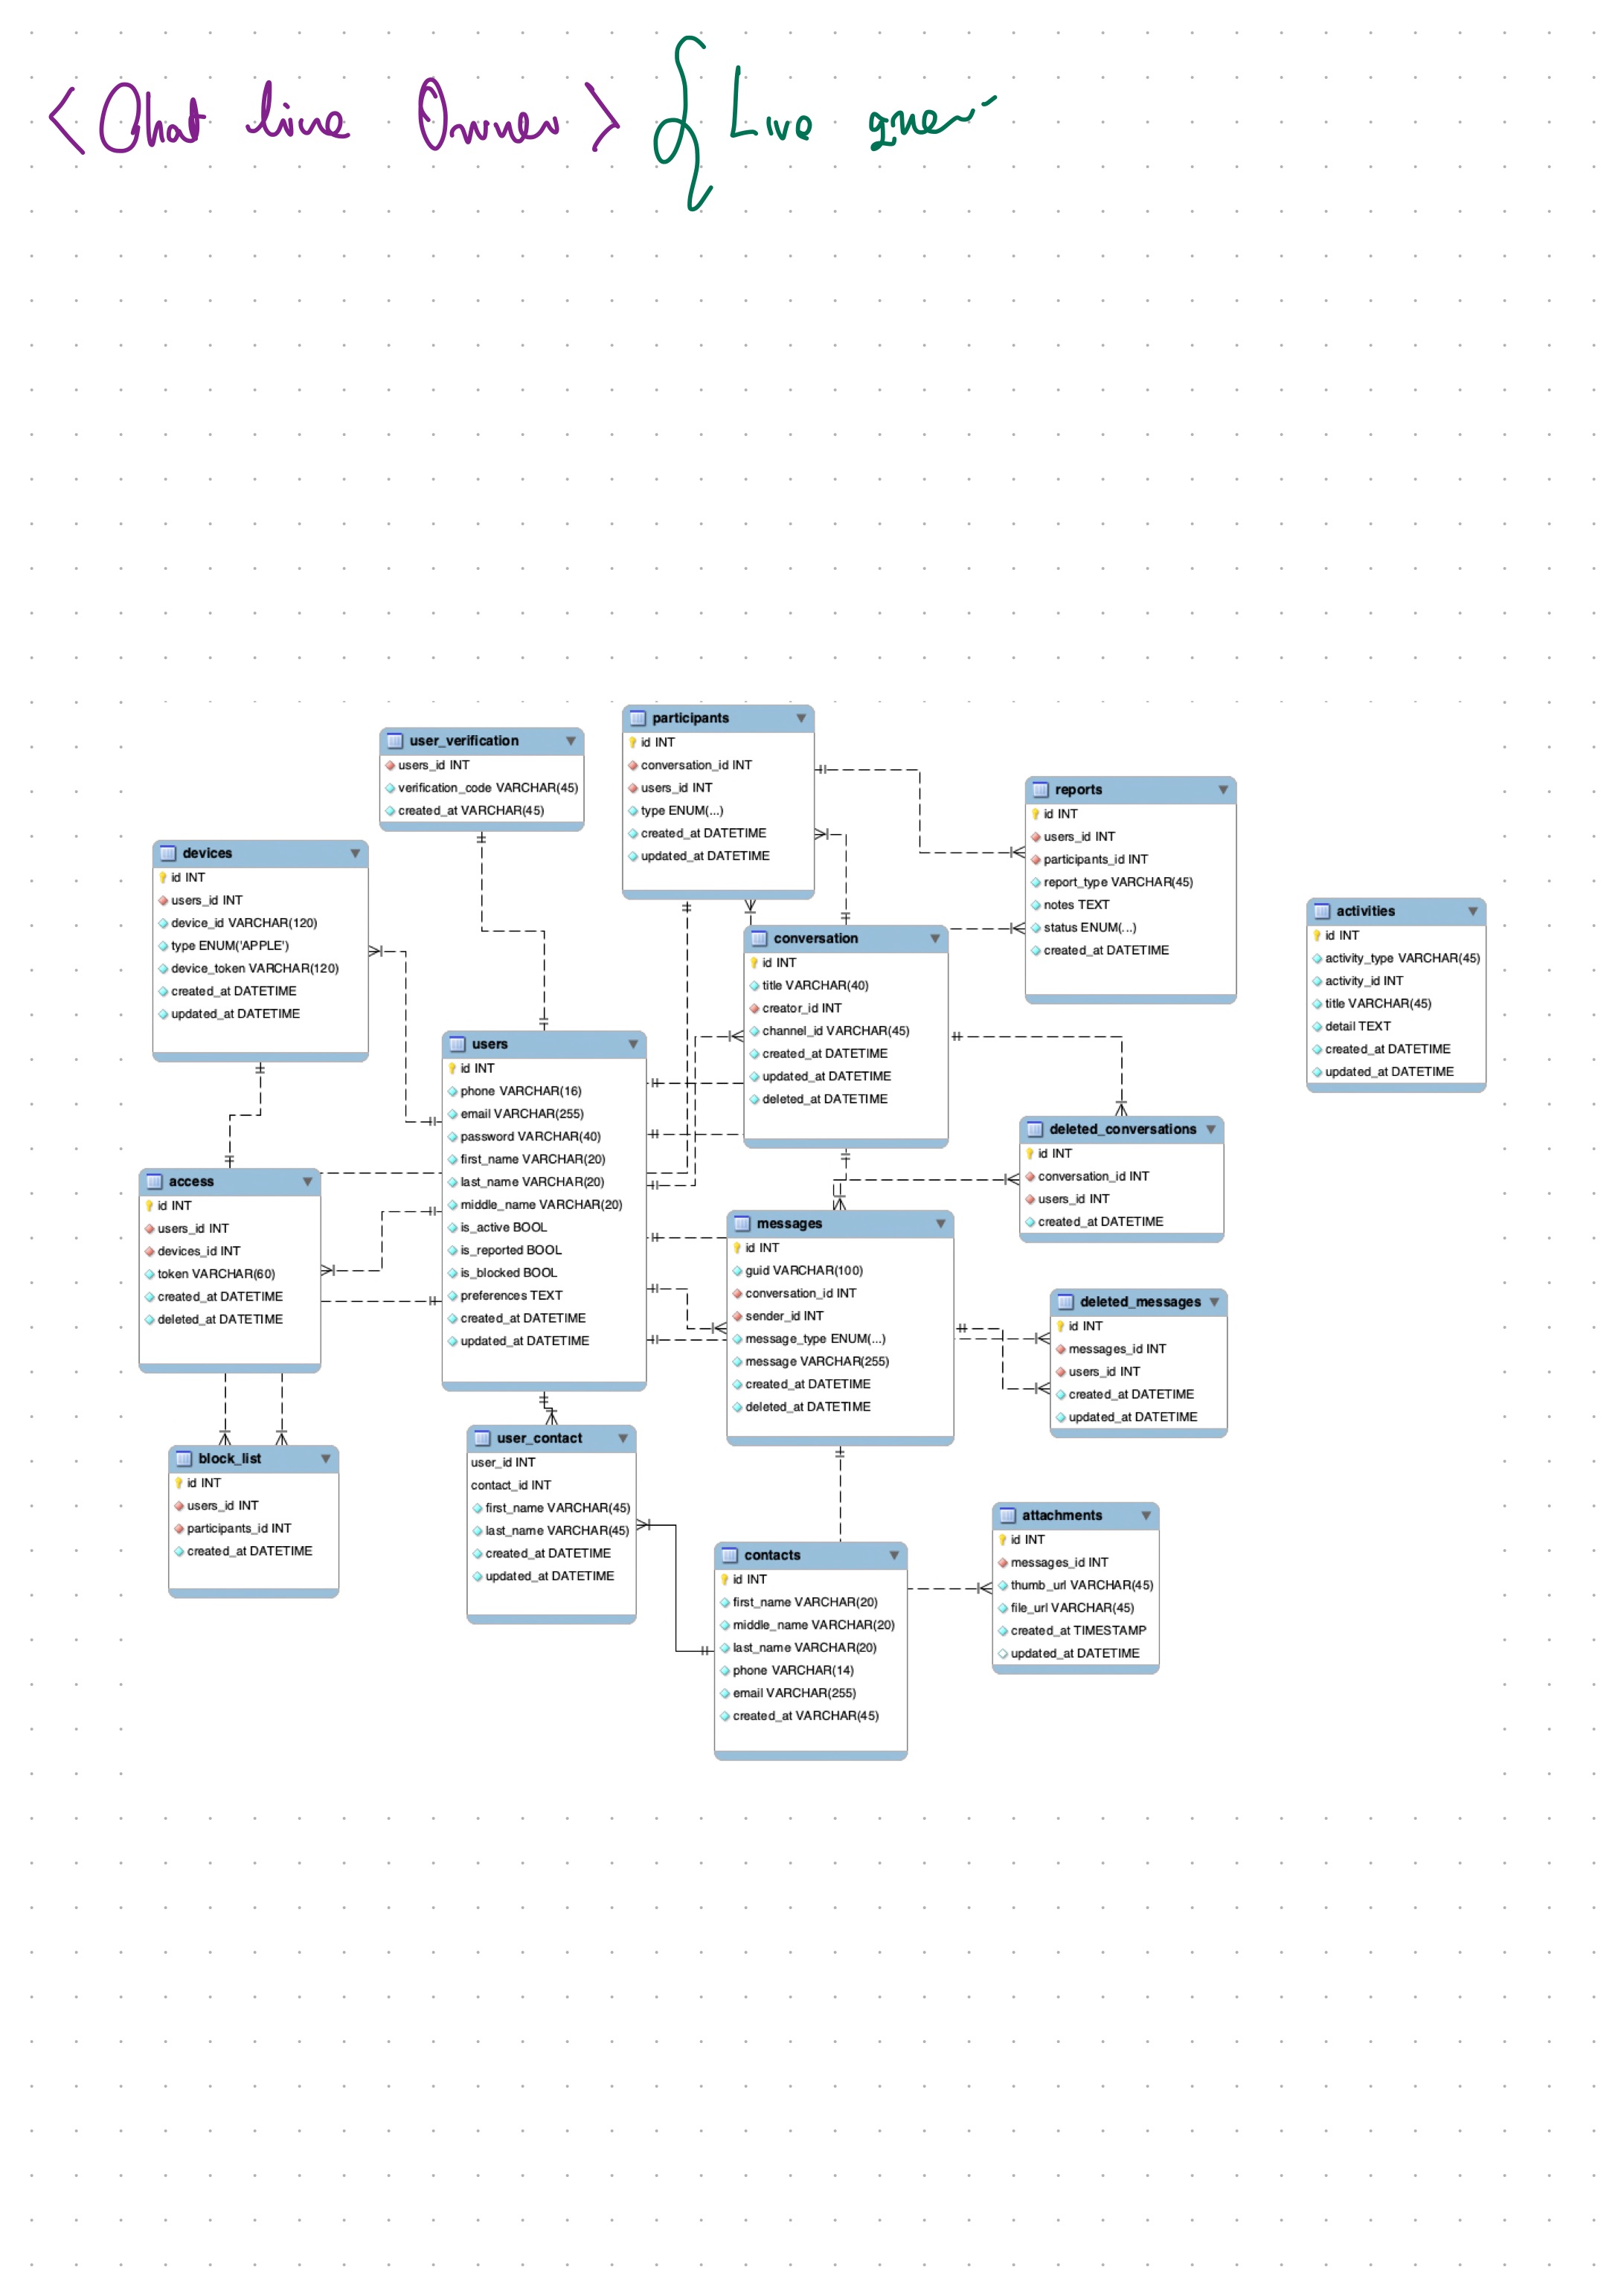 <Chat live Owner> { Live
participants
id INT
conversation_id INT
users_id INT
type ENUM(...)
created_at DATETIME
updated_at DATETIME
user_verification
users_id INT
verification_code VARCHAR(45)
created_at VARCHAR(45)
reports
id INT
users_id INT
participants_id INT
report_type VARCHAR(45)
notes TEXT
status ENUM(...)
created_at DATETIME
devices
id INT
users_id INT
device_id VARCHAR(120)
type ENUM('APPLE')
device_token VARCHAR(120)
created_at DATETIME
updated_at DATETIME
activities
id INT
activity_type VARCHAR(45)
activity_id INT
title VARCHAR(45)
detail TEXT
created_at DATETIME
updated_at DATETIME
conversation
id INT
title VARCHAR(40)
creator_id INT
channel_id VARCHAR(45)
created_at DATETIME
updated_at DATETIME
deleted_at DATETIME
users
id INT
phone VARCHAR(16)
email VARCHAR(255)
password VARCHAR(40)
first_name VARCHAR(20)
last_name VARCHAR(20)
middle_name VARCHAR(20)
is_active BOOL
is_reported BOOL
is_blocked BOOL
preferences TEXT
created_at DATETIME
updated_at DATETIME
deleted_conversations
id INT
conversation_id INT
users_id INT
created_at DATETIME
access
id INT
users_id INT
devices_id INT
token VARCHAR(60)
created_at DATETIME
deleted_at DATETIME
messages
id INT
guid VARCHAR(100)
conversation_id INT
sender_id INT
message_type ENUM(...)
message VARCHAR(255)
created_at DATETIME
deleted_at DATETIME
deleted_messages
id INT
messages_id INT
users_id INT
created_at DATETIME
updated_at DATETIME
user_contact
user_id INT
contact_id INT
first_name VARCHAR(45)
last_name VARCHAR(45)
created_at DATETIME
updated_at DATETIME
block_list
id INT
users_id INT
participants_id INT
created_at DATETIME
attachments
id INT
messages_id INT
thumb_url VARCHAR(45)
file_url VARCHAR(45)
created_at TIMESTAMP
updated_at DATETIME
contacts
id INT
first_name VARCHAR(20)
middle_name VARCHAR(20)
last_name VARCHAR(20)
phone VARCHAR(14)
email VARCHAR(255)
created_at VARCHAR(45)